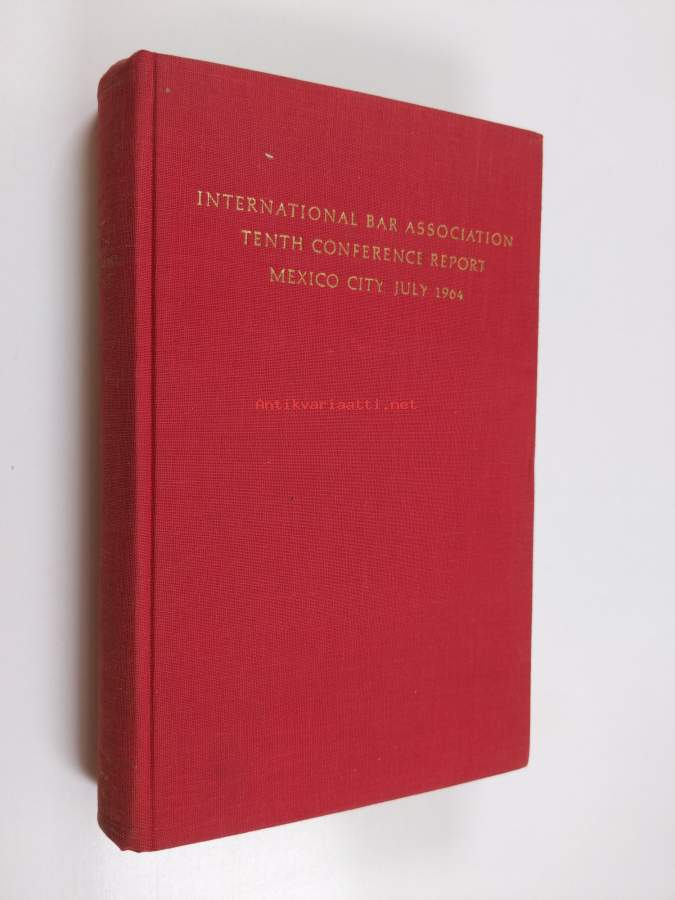 INTERNATIONAL BAR ASSOCIATION
TENTH CONFERENCE REPORT
MEXICO CITY JULY 1964
Antikvariaatti.net